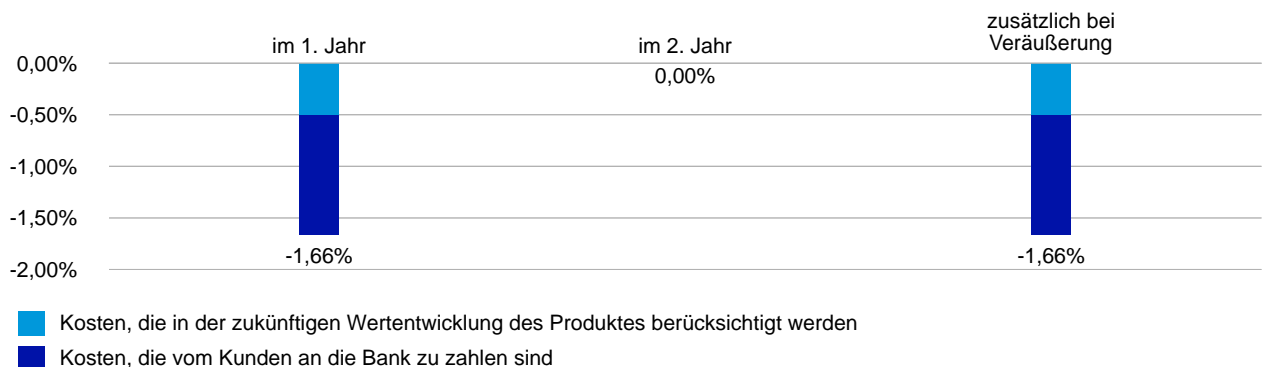 im 1. Jahr
im 2. Jahr
zusätzlich bei
Veräußerung
0,00%
0,00%
-0,50%
-1,00%
-1,50%
-1,66%
-1,66%
-2,00%
Kosten, die in der zukünftigen Wertentwicklung des Produktes berücksichtigt werden
Kosten, die vom Kunden an die Bank zu zahlen sind